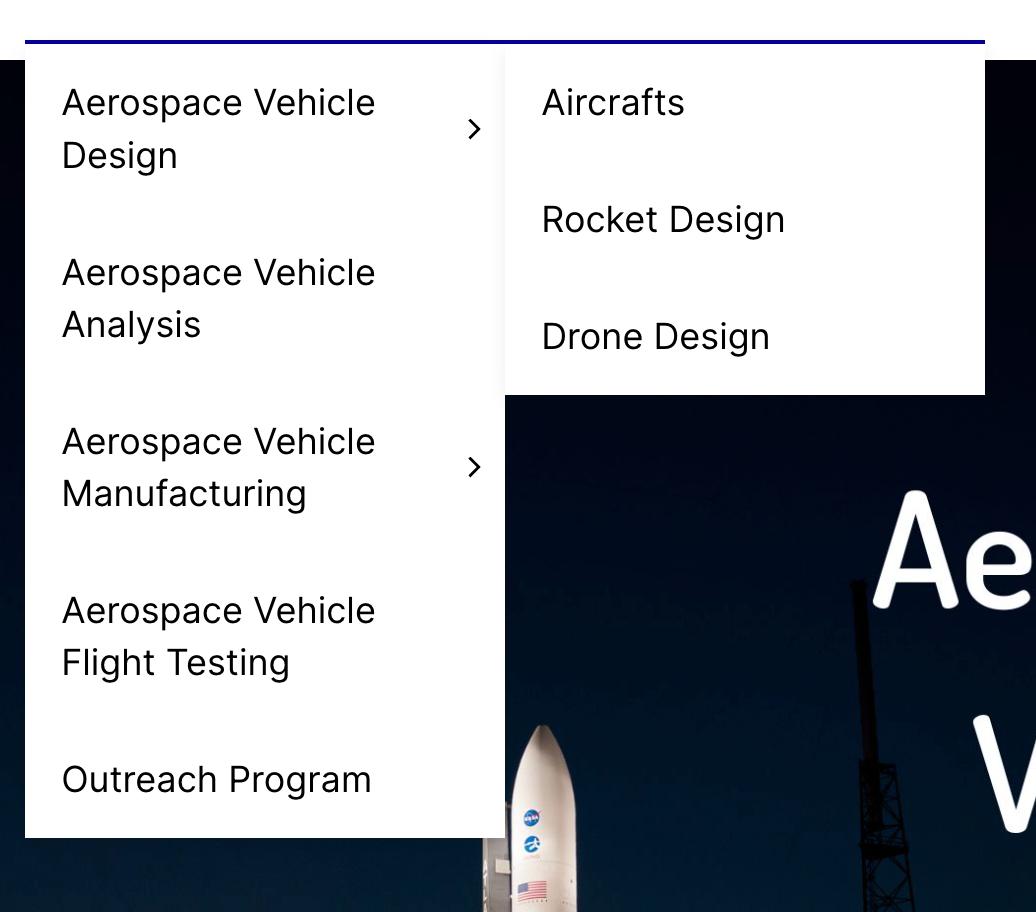 Aerospace Vehicle
Design
Aerospace Vehicle
Analysis
Aerospace Vehicle
Manufacturing
Aerospace Vehicle
Flight Testing
Outreach Program
Aircrafts
Rocket Design
Drone Design
Ae
V
NASA